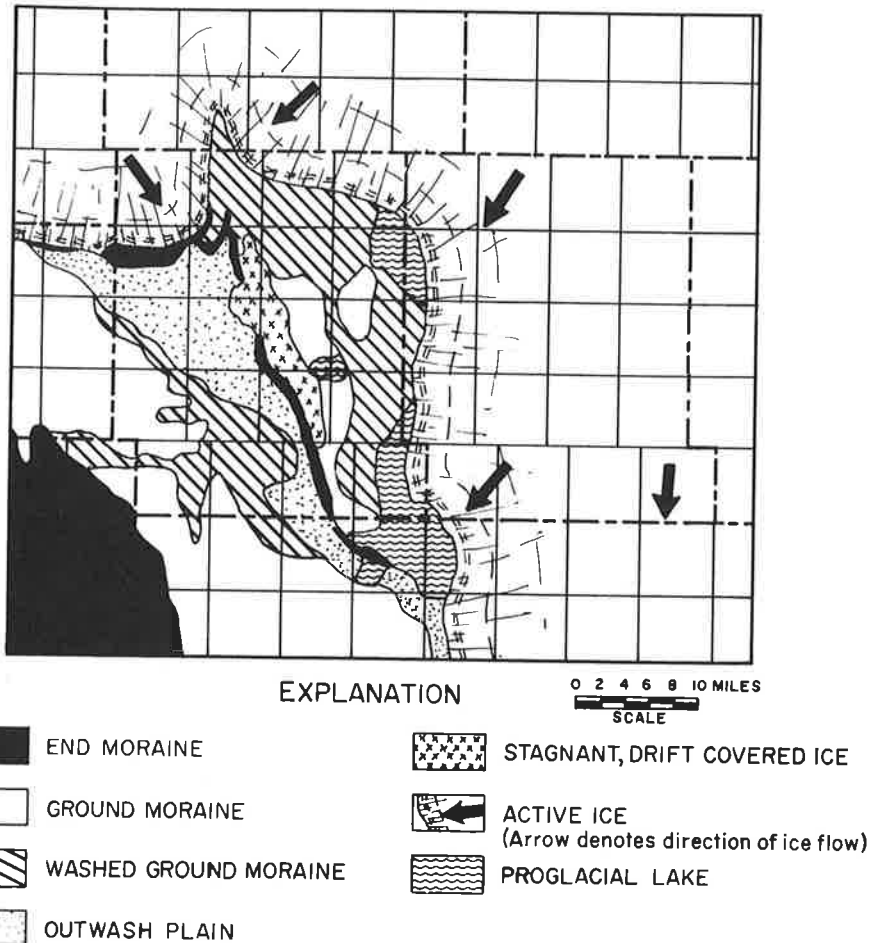 EXPLANATION
0 2 4 6 8 10 MILES
SCALE
END MORAINE
GROUND MORAINE
WASHED GROUND MORAINE
OUTWASH PLAIN
STAGNANT, DRIFT COVERED ICE
ACTIVE ICE
(Arrow denotes direction of ice flow)
PROGLACIAL LAKE